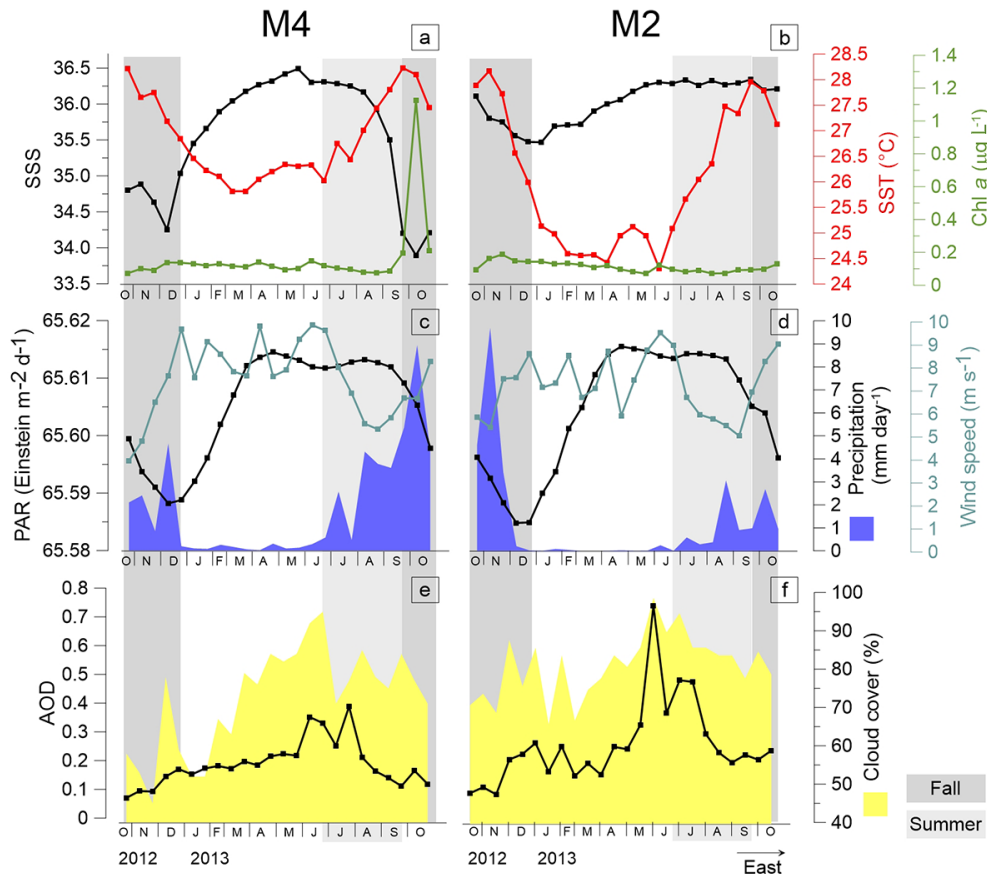 M4
M2
a
b
SSS
36.5
36.0
35.5
35.0
34.5
34.0
33.5
28.5
28
27.5
27
26.5
26
25.5
25
24.5
24
SST (°C)
1.4
1.2
1.0
0.8
0.6
0.4
0.2
0
Chl a (µg L-1)
O N D J F M A M J J A S O
O N D J F M A M J J A S O
c
d
PAR (Einstein m-2 d-1)
65.62
65.61
65.60
65.59
65.58
10
9
8
7
6
5
4
3
2
1
0
Precipitation
(mm day-1)
10
9
8
7
6
5
4
3
2
1
0
Wind speed (m s-1)
O N D J F M A M J J A S O
O N D J F M A M J J A S O
e
f
AOD
0.8
0.7
0.6
0.5
0.4
0.3
0.2
0.1
0
100
90
80
70
60
50
40
Cloud cover (%)
O N D J F M A M J J A S O
O N D J F M A M J J A S O
2012 2013
2012 2013
East
Fall
Summer